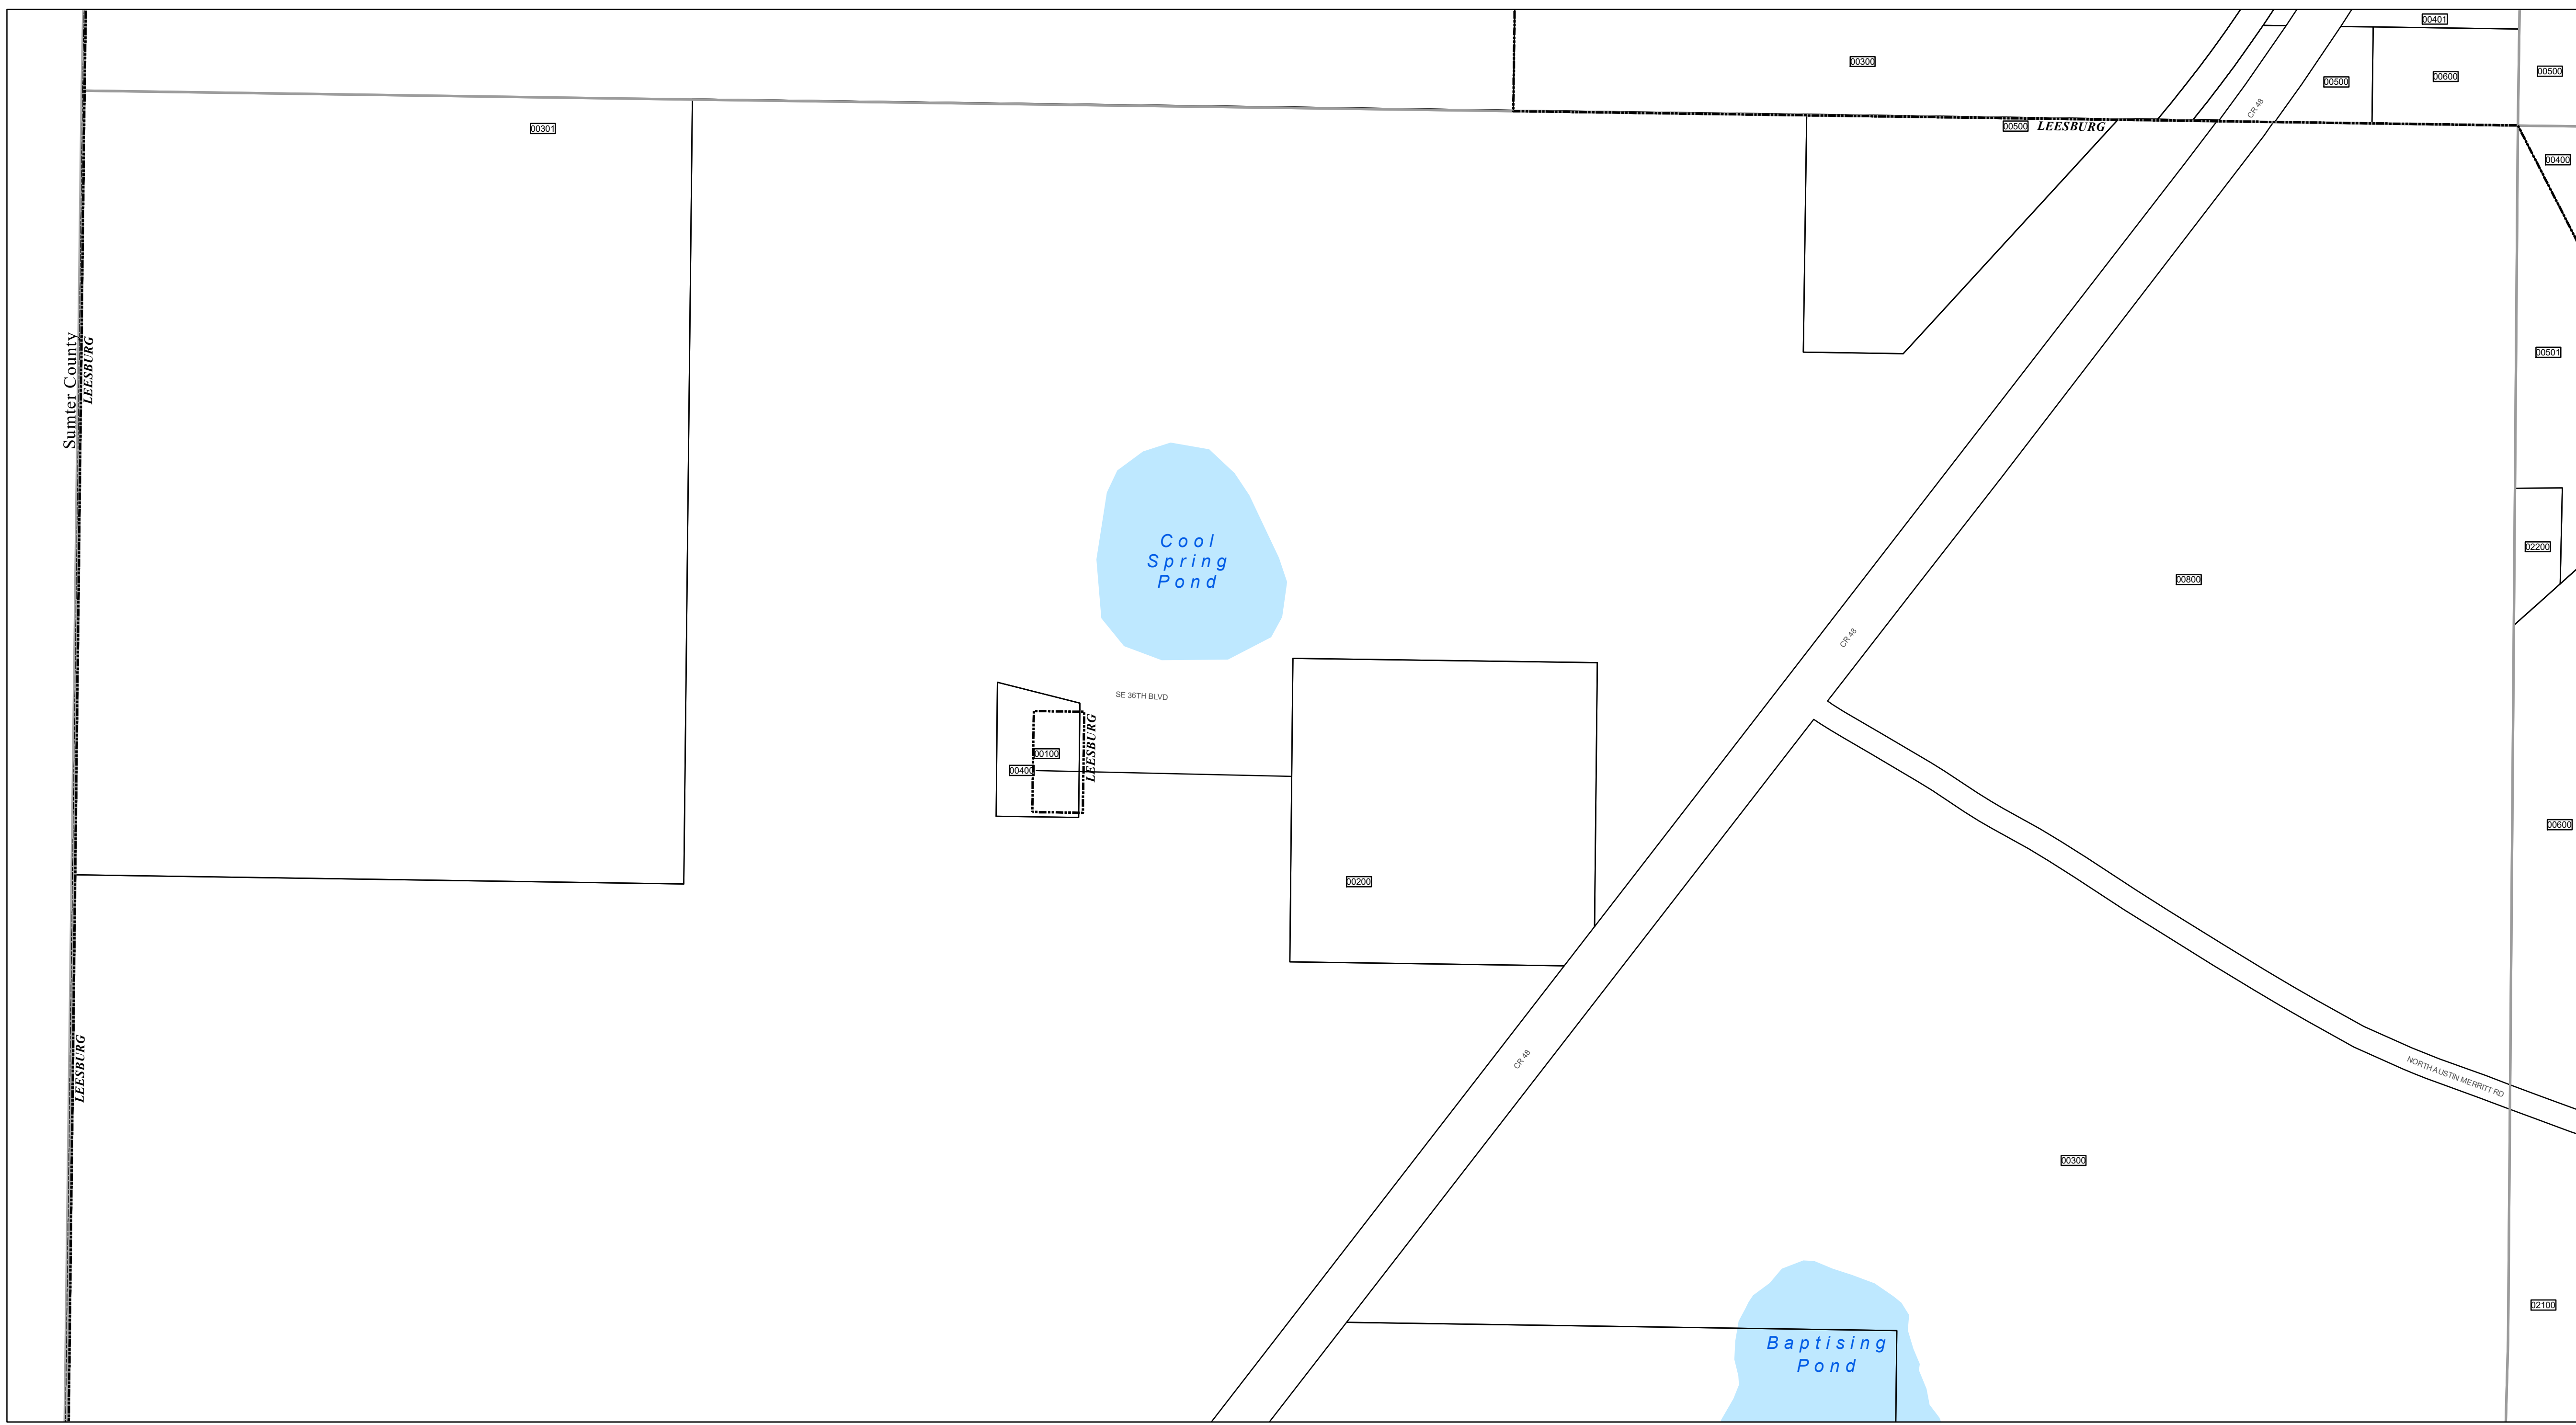 00401
00300
00500
00600
00500
CR 48
00301
00500
LEESBURG
00400
Sumter County
LEESBURG
00501
Cool
Spring
Pond
02200
00800
CR 48
SE 36TH BLVD
LEESBURG
00100
00400
00600
00200
CR 48
LEESBURG
NORTH AUSTIN MERRITT RD
00300
02100
Baptising
Pond